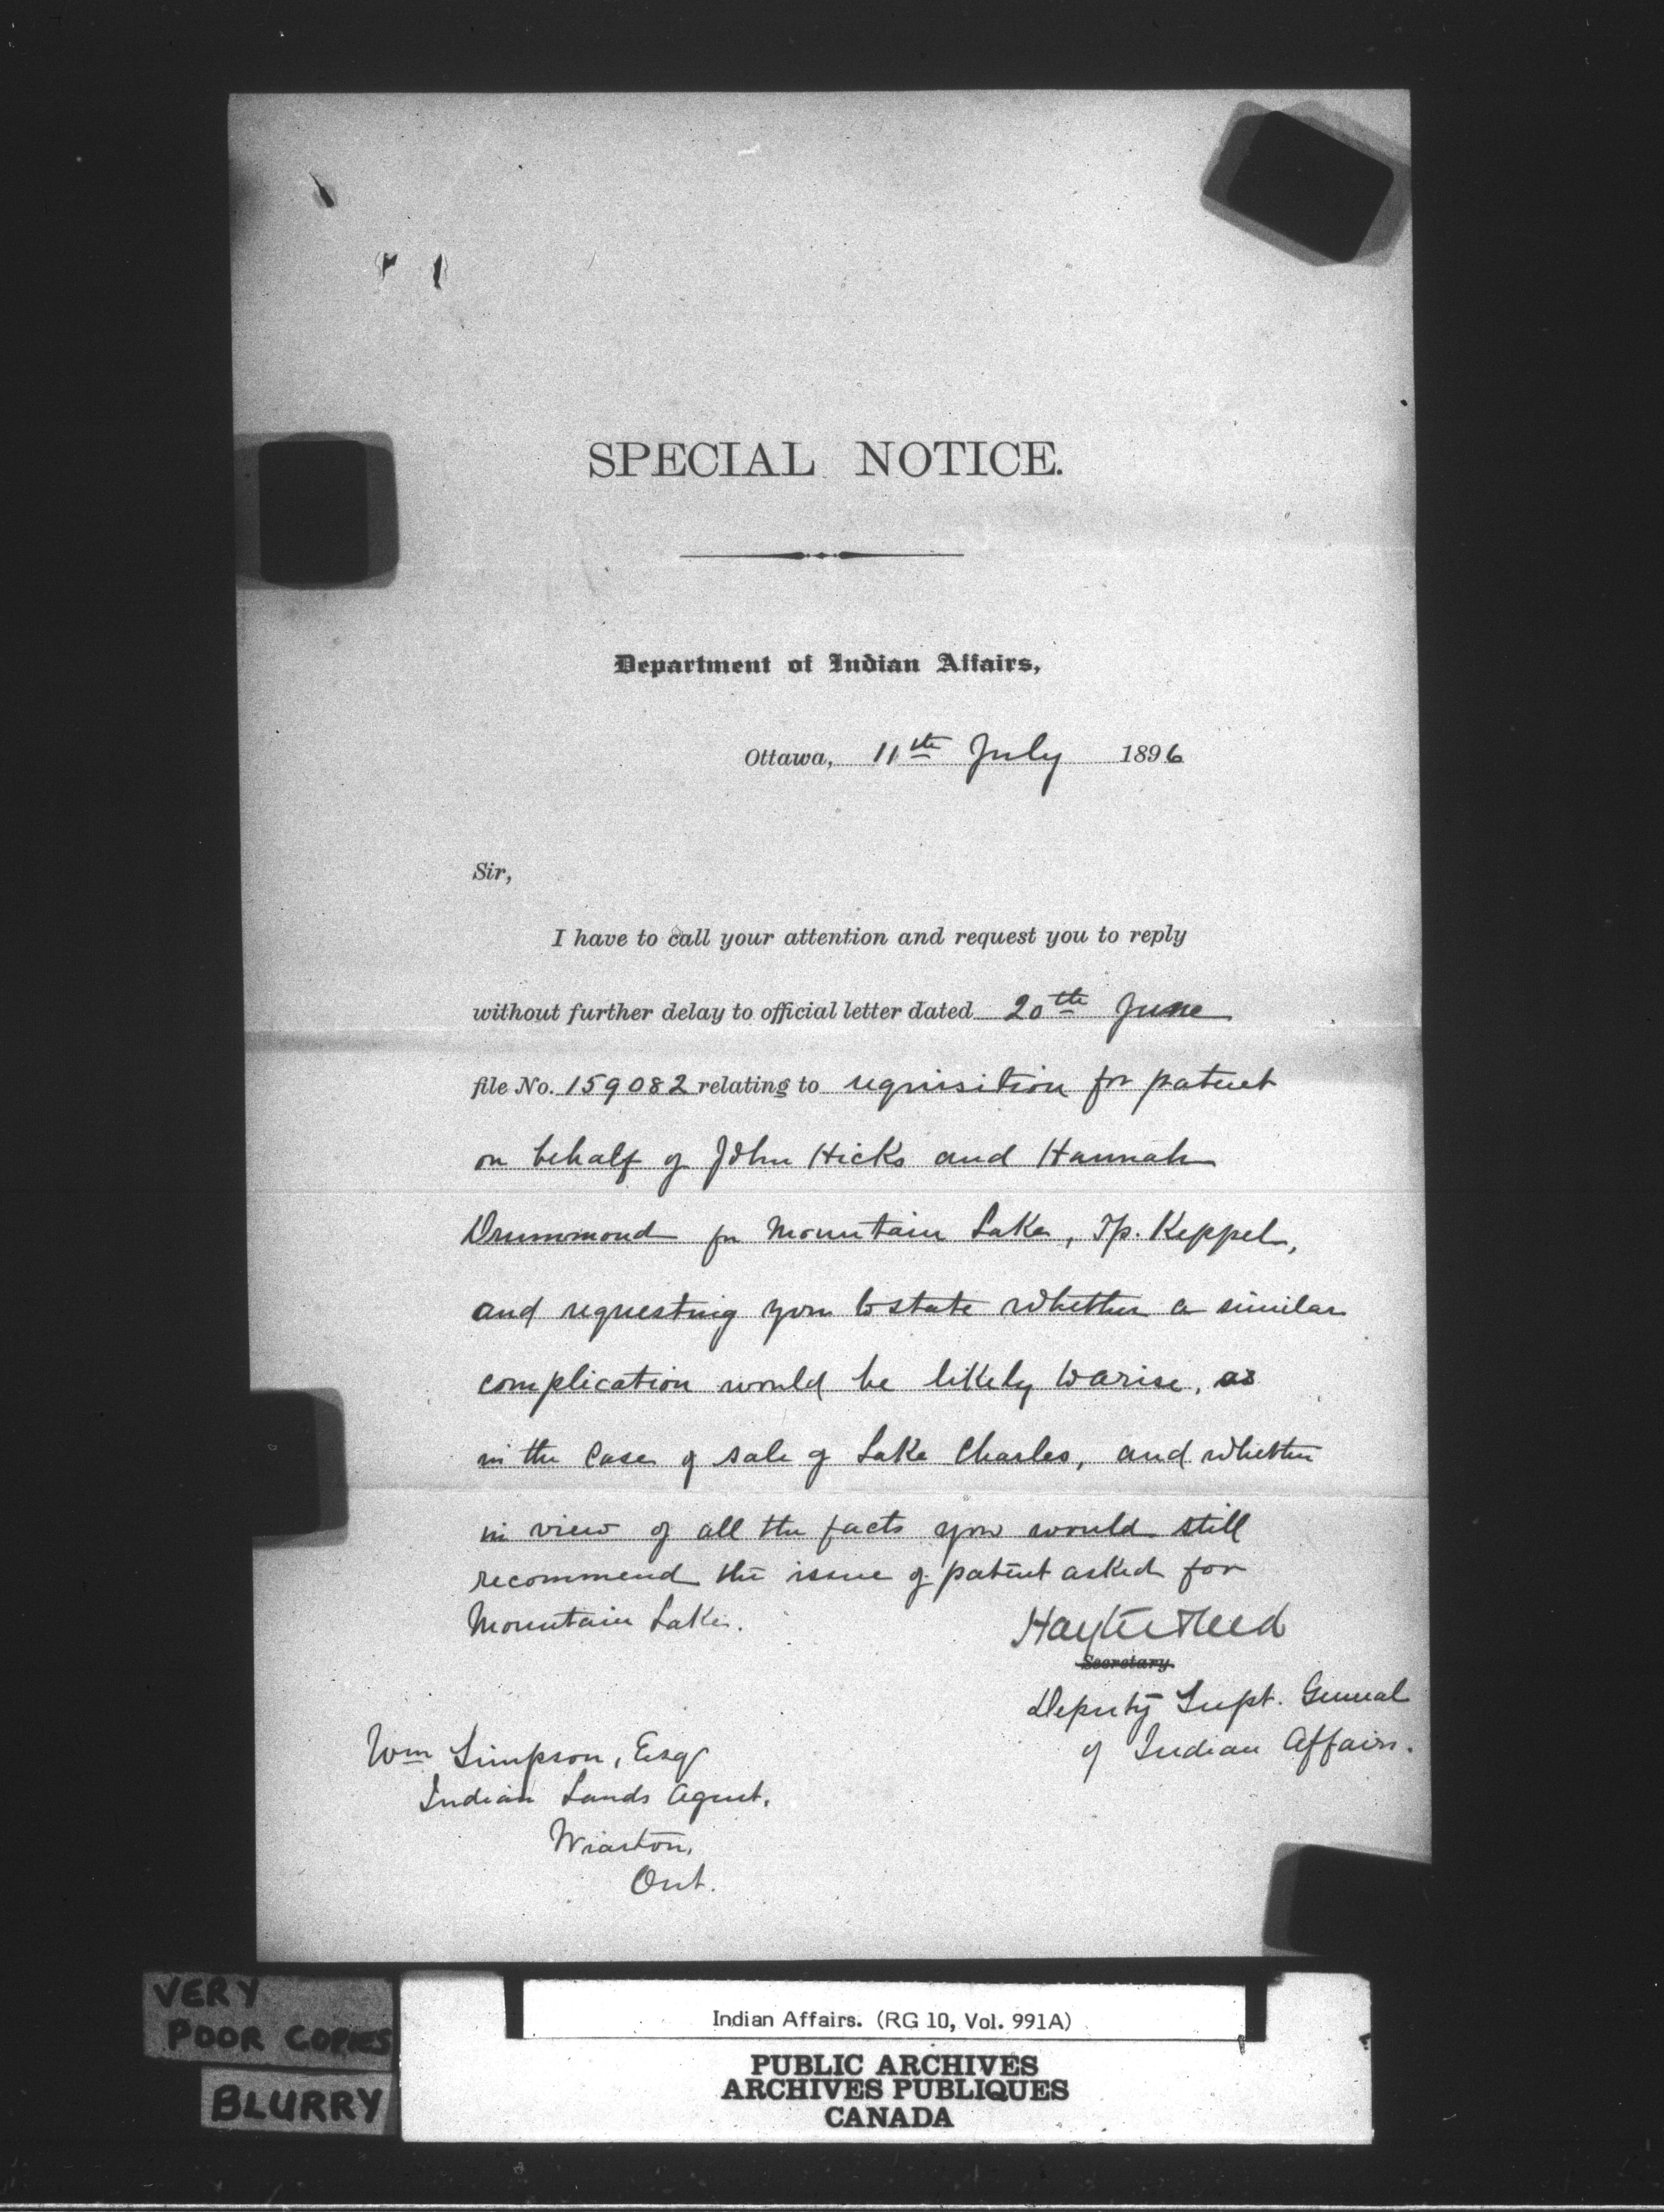 SPECIAL NOTICE.
Department of Indian Affairs,
Ottawa, 11th July 1896
Sir,
I have to call your attention and request you to reply
without further delay to official letter dated 20th June
file No. 159082 relating to requisition for patent
on behalf of John Hicks and Hannah
Drummond for Mountain Lake, Tp. Keppel,
and requesting you to state whether a similar
complication would be likely to arise, as
in the case of sale of Lake Charles, and whether
in view of all the facts you would still
recommend the issue of patent asked for
Mountain Lake.
Hayter Reed
Secretary.
Deputy Supt. General
of Indian Affairs.
Wm Simpson, Esq
Indian Lands Agent,
Wiarton,
Ont.
VERY
POOR COPIES
BLURRY
Indian Affairs. (RG 10, Vol. 991A)
PUBLIC ARCHIVES
ARCHIVES PUBLIQUES
CANADA